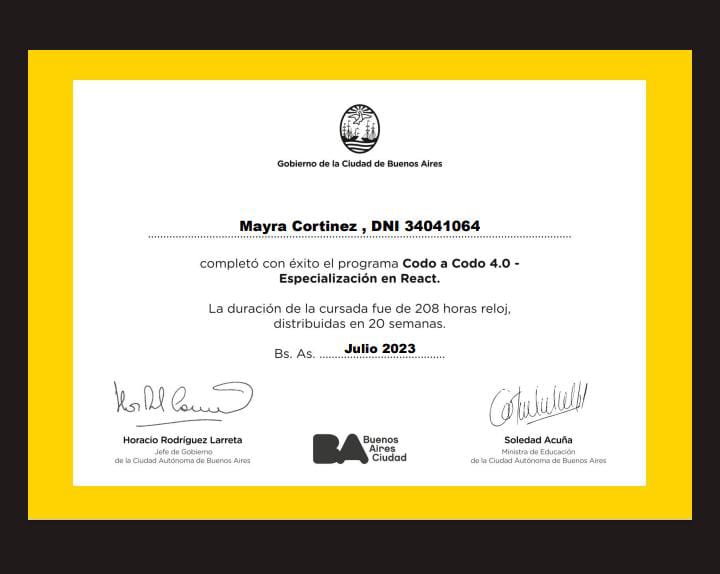 Gobierno de la Ciudad de Buenos Aires
Mayra Cortinez , DNI 34041064
completó con éxito el programa Codo a Codo 4.0 -
Especialización en React.
La duración de la cursada fue de 208 horas reloj,
distribuidas en 20 semanas.
Bs. As. Julio 2023
Horacio Rodríguez Larreta
Jefe de Gobierno
de la Ciudad Autónoma de Buenos Aires
BA Buenos
Aires
Ciudad
Soledad Acuña
Ministra de Educación
de la Ciudad Autónoma de Buenos Aires